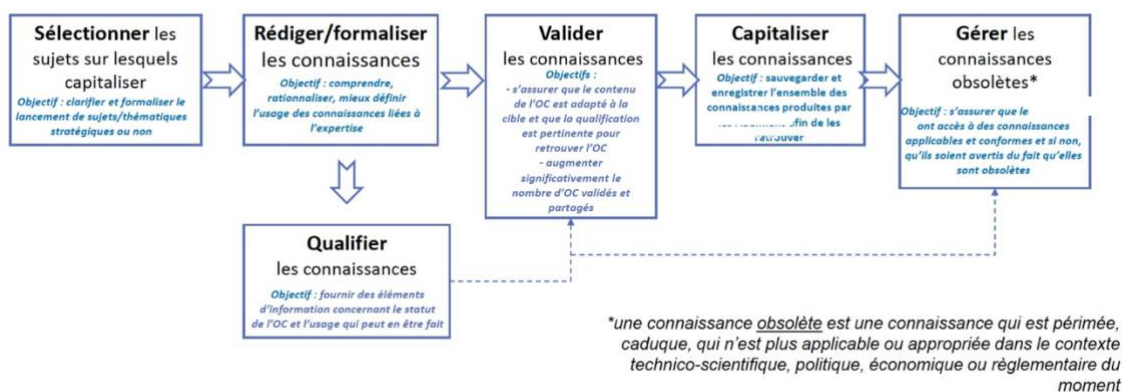 Sélectionner les
sujets sur lesquels
capitaliser
Objectif : clarifier et formaliser le
lancement de sujets/thématiques
stratégiques ou non
Rédiger/formaliser
les connaissances
Objectif : comprendre,
rationnaliser, mieux définir
l'usage des connaissances liées à
l'expertise
Valider
les connaissances
Objectifs :
- s'assurer que le contenu
de l'OC est adapté à la
cible et que la qualification
est pertinente pour
retrouver l'OC
- augmenter
significativement le
nombre d'OC validés et
partagés
Capitaliser
les connaissances
Objectif : sauvegarder et
enregistrer l'ensemble des
connaissances produites par
afin de les
retrouver
Gérer les
connaissances
obsolètes*
Objectif : s'assurer que le
ont accès à des connaissances
applicables et conformes et si non,
qu'ils soient avertis du fait qu'elles
sont obsolètes
Qualifier
les connaissances
Objectif : fournir des éléments
d'information concernant le statut
de l'OC et l'usage qui peut en être fait
*une connaissance obsolète est une connaissance qui est périmée,
caduque, qui n'est plus applicable ou appropriée dans le contexte
technico-scientifique, politique, économique ou règlementaire du
moment